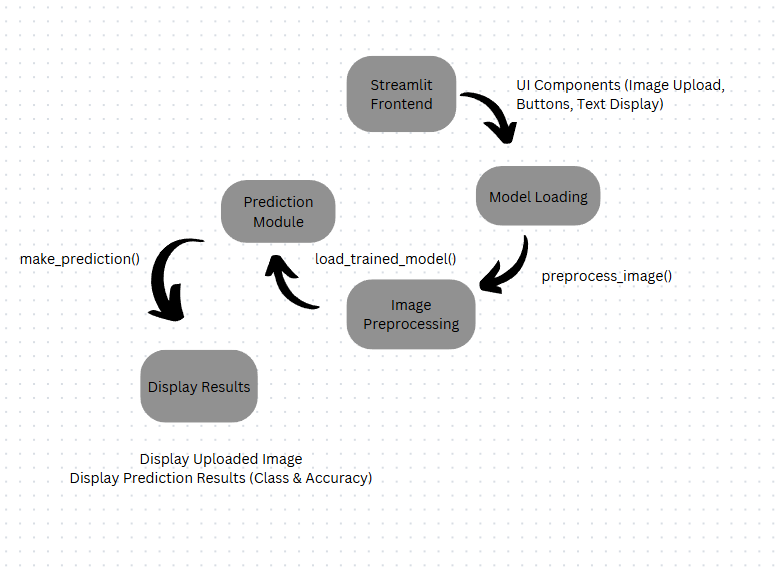 Streamlit
Frontend
UI Components (Image Upload,
Buttons, Text Display)
Model Loading
preprocess_image()
Image
Preprocessing
load_trained_model()
Prediction
Module
make_prediction()
Display Results
Display Uploaded Image
Display Prediction Results (Class & Accuracy)